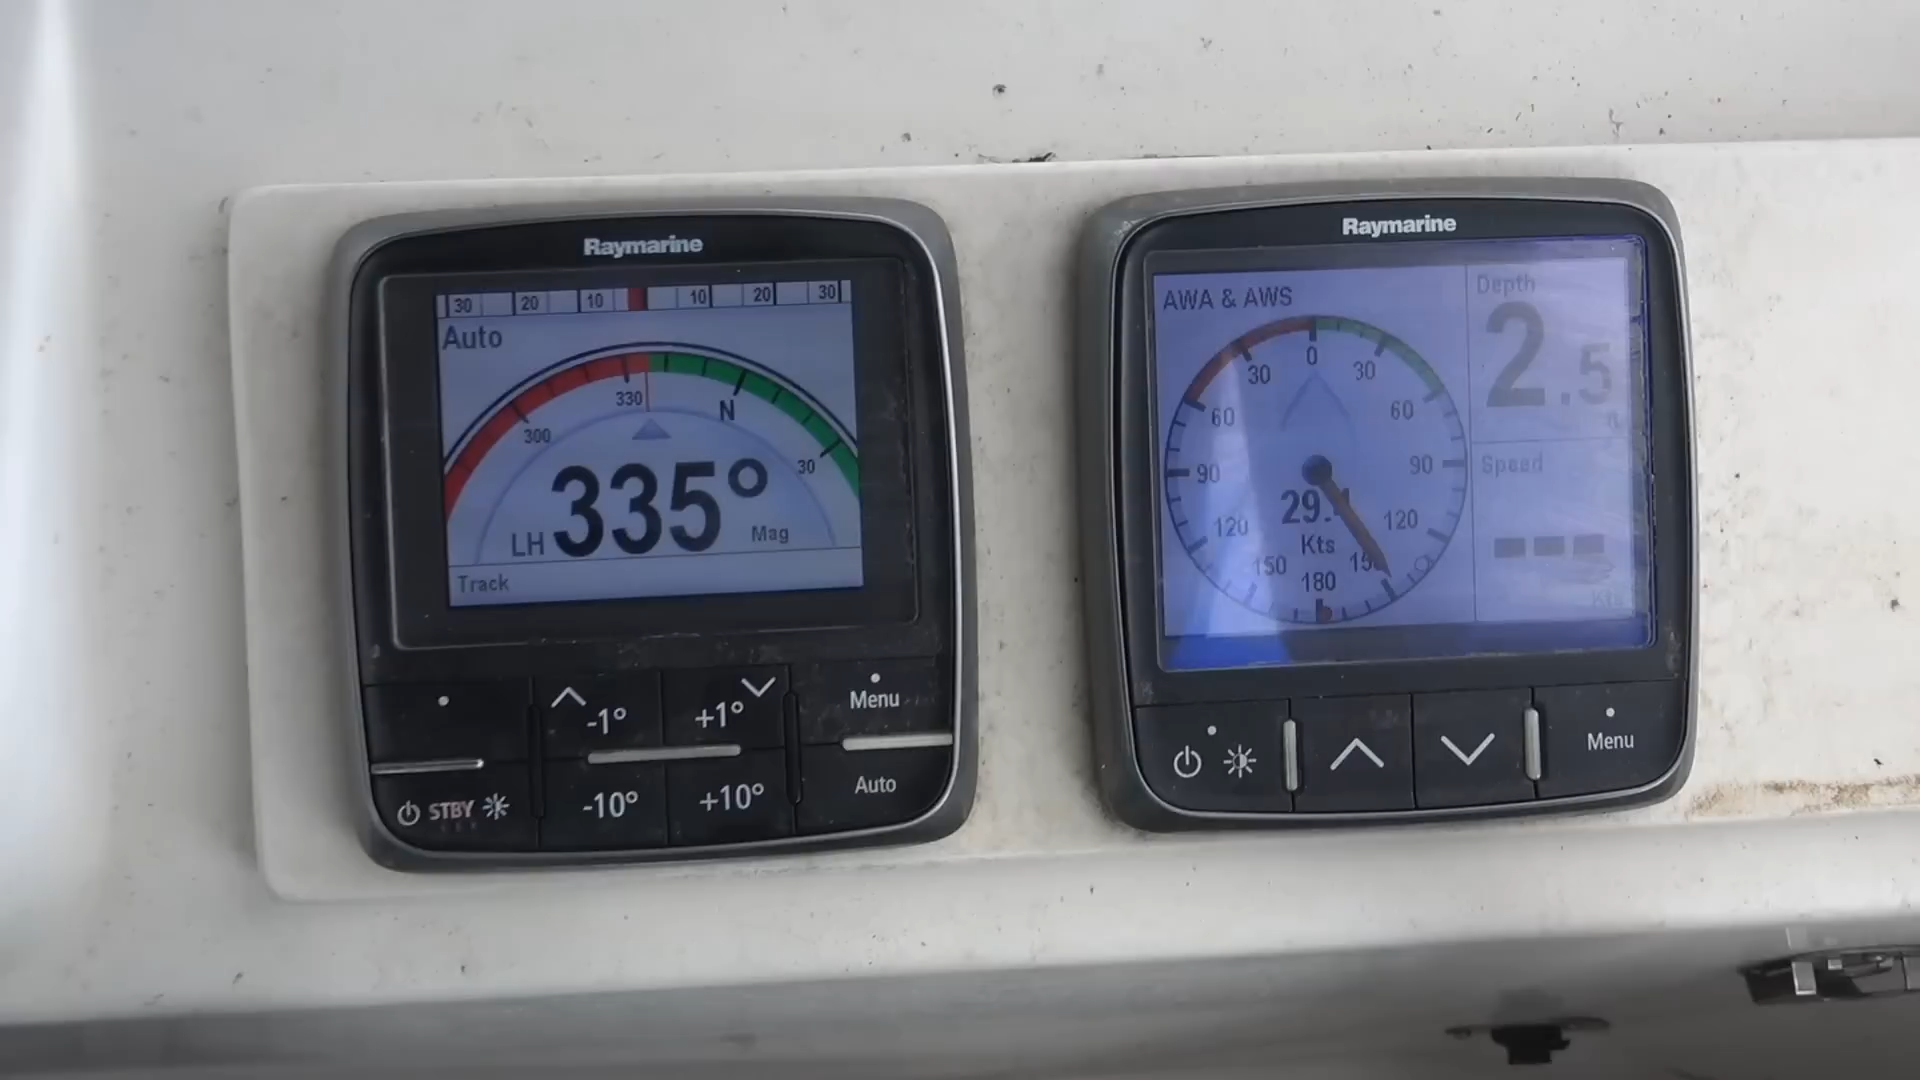 Raymarine
30 20 10 10 20 30
Auto
330 N
300 30
LH 335° Mag
Track
-1° +1° Menu
STBY -10° +10° Auto
Raymarine
AWA & AWS
0
30 30
60 60
90 90
120 120
29.
Kts
150 180
Depth
2.5
Speed
---
Kts
Menu